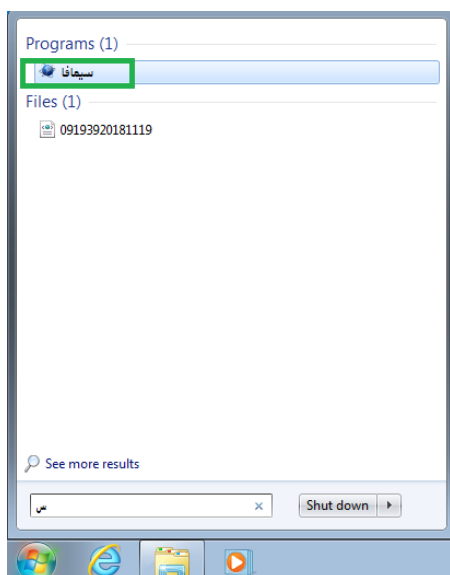 Programs (1)
سیمافا
Files (1)
09193920181119
See more results
س
Shut down